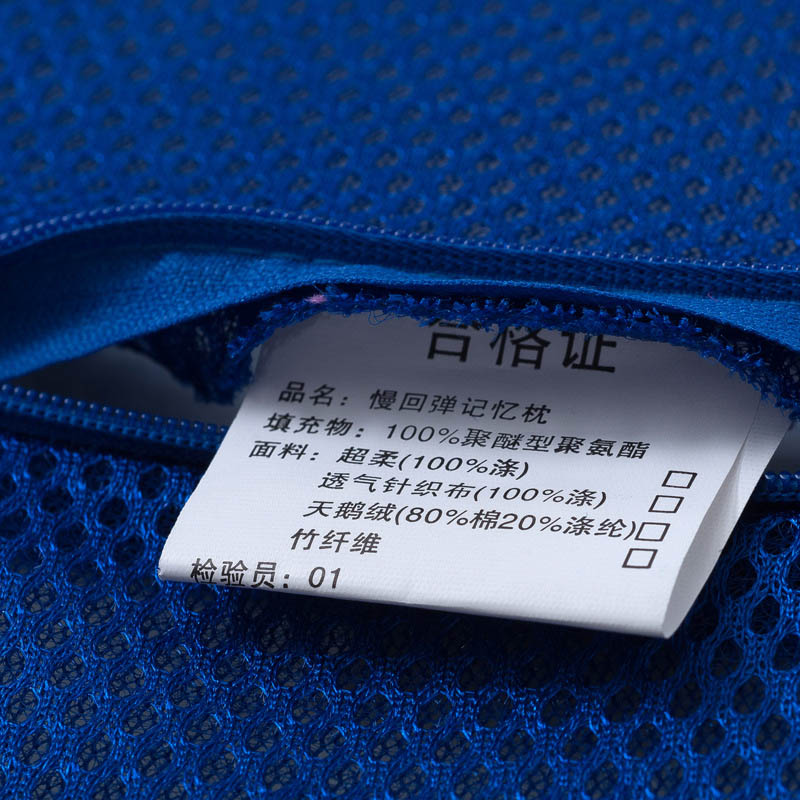 合格证
品名：慢回弹记忆枕
填充物：100%聚醚型聚氨酯
面料：超柔(100%涤)
透气针织布(100%涤)
天鹅绒(80%棉20%涤纶)
竹纤维
检验员：01